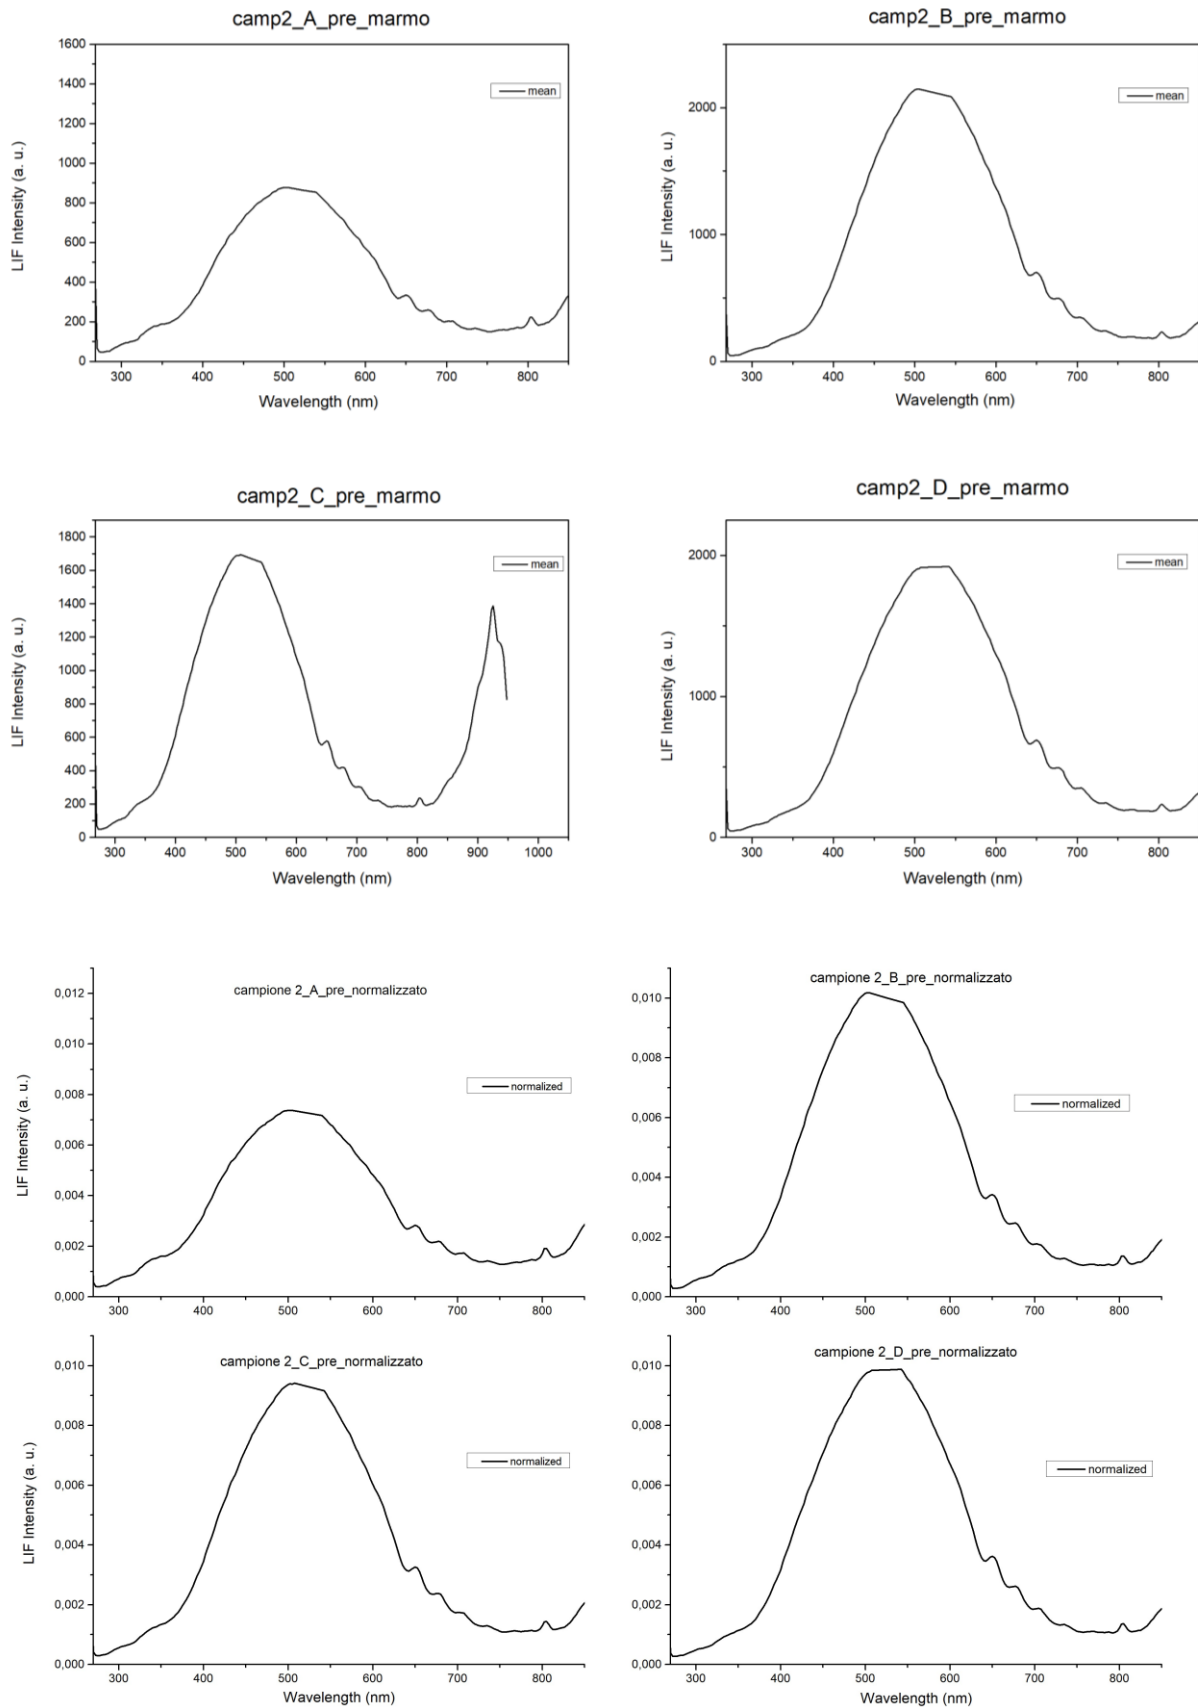 camp2_A_pre_marmo
1600
1400
1200
1000
800
600
400
200
0
LIF Intensity (a. u.)
mean
300 400 500 600 700 800
Wavelength (nm)
camp2_B_pre_marmo
2000
1000
0
LIF Intensity (a. u.)
mean
300 400 500 600 700 800
Wavelength (nm)
camp2_C_pre_marmo
1800
1600
1400
1200
1000
800
600
400
200
0
LIF Intensity (a. u.)
mean
300 400 500 600 700 800 900 1000
Wavelength (nm)
camp2_D_pre_marmo
2000
1000
0
LIF Intensity (a. u.)
mean
300 400 500 600 700 800
Wavelength (nm)
campione 2_A_pre_normalizzato
0,012
0,010
0,008
0,006
0,004
0,002
0,000
LIF Intensity (a. u.)
normalized
300 400 500 600 700 800
campione 2_B_pre_normalizzato
0,010
0,008
0,006
0,004
0,002
0,000
normalized
300 400 500 600 700 800
campione 2_C_pre_normalizzato
0,010
0,008
0,006
0,004
0,002
0,000
LIF Intensity (a. u.)
normalized
300 400 500 600 700 800
Wavelength (nm)
campione 2_D_pre_normalizzato
0,010
0,008
0,006
0,004
0,002
0,000
normalized
300 400 500 600 700 800
Wavelength (nm)